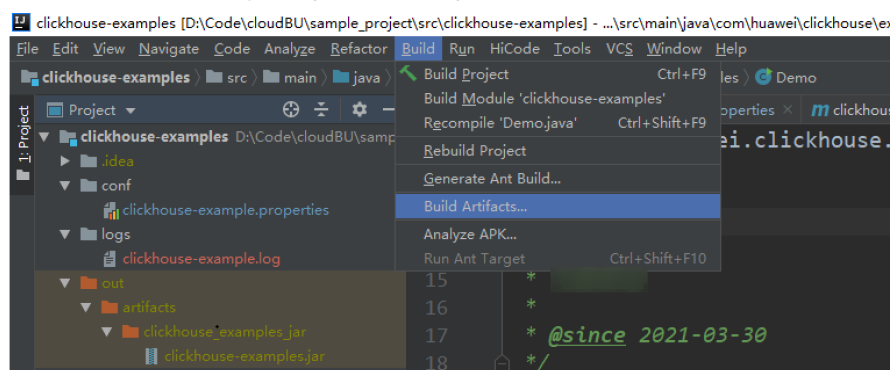 clickhouse-examples [D:\Code\cloudBU\sample_project\src\clickhouse-examples] - ...\src\main\java\com\huawei\clickhouse\ex
File Edit View Navigate Code Analyze Refactor Build Run HiCode Tools VCS Window Help
clickhouse-examples src main java les Demo
Build Project Ctrl+F9
Build Module 'clickhouse-examples'
Recompile 'Demo.java' Ctrl+Shift+F9
Rebuild Project
Generate Ant Build...
Build Artifacts...
Analyze APK...
Run Ant Target Ctrl+Shift+F10
1: Project
Project
clickhouse-examples D:\Code\cloudBU\samp
.idea
conf
clickhouse-example.properties
logs
clickhouse-example.log
out
artifacts
clickhouse_examples_jar
clickhouse-examples.jar
operties clickhou
ei.clickhouse.
15 *
16 *
17 * @since 2021-03-30
18 */